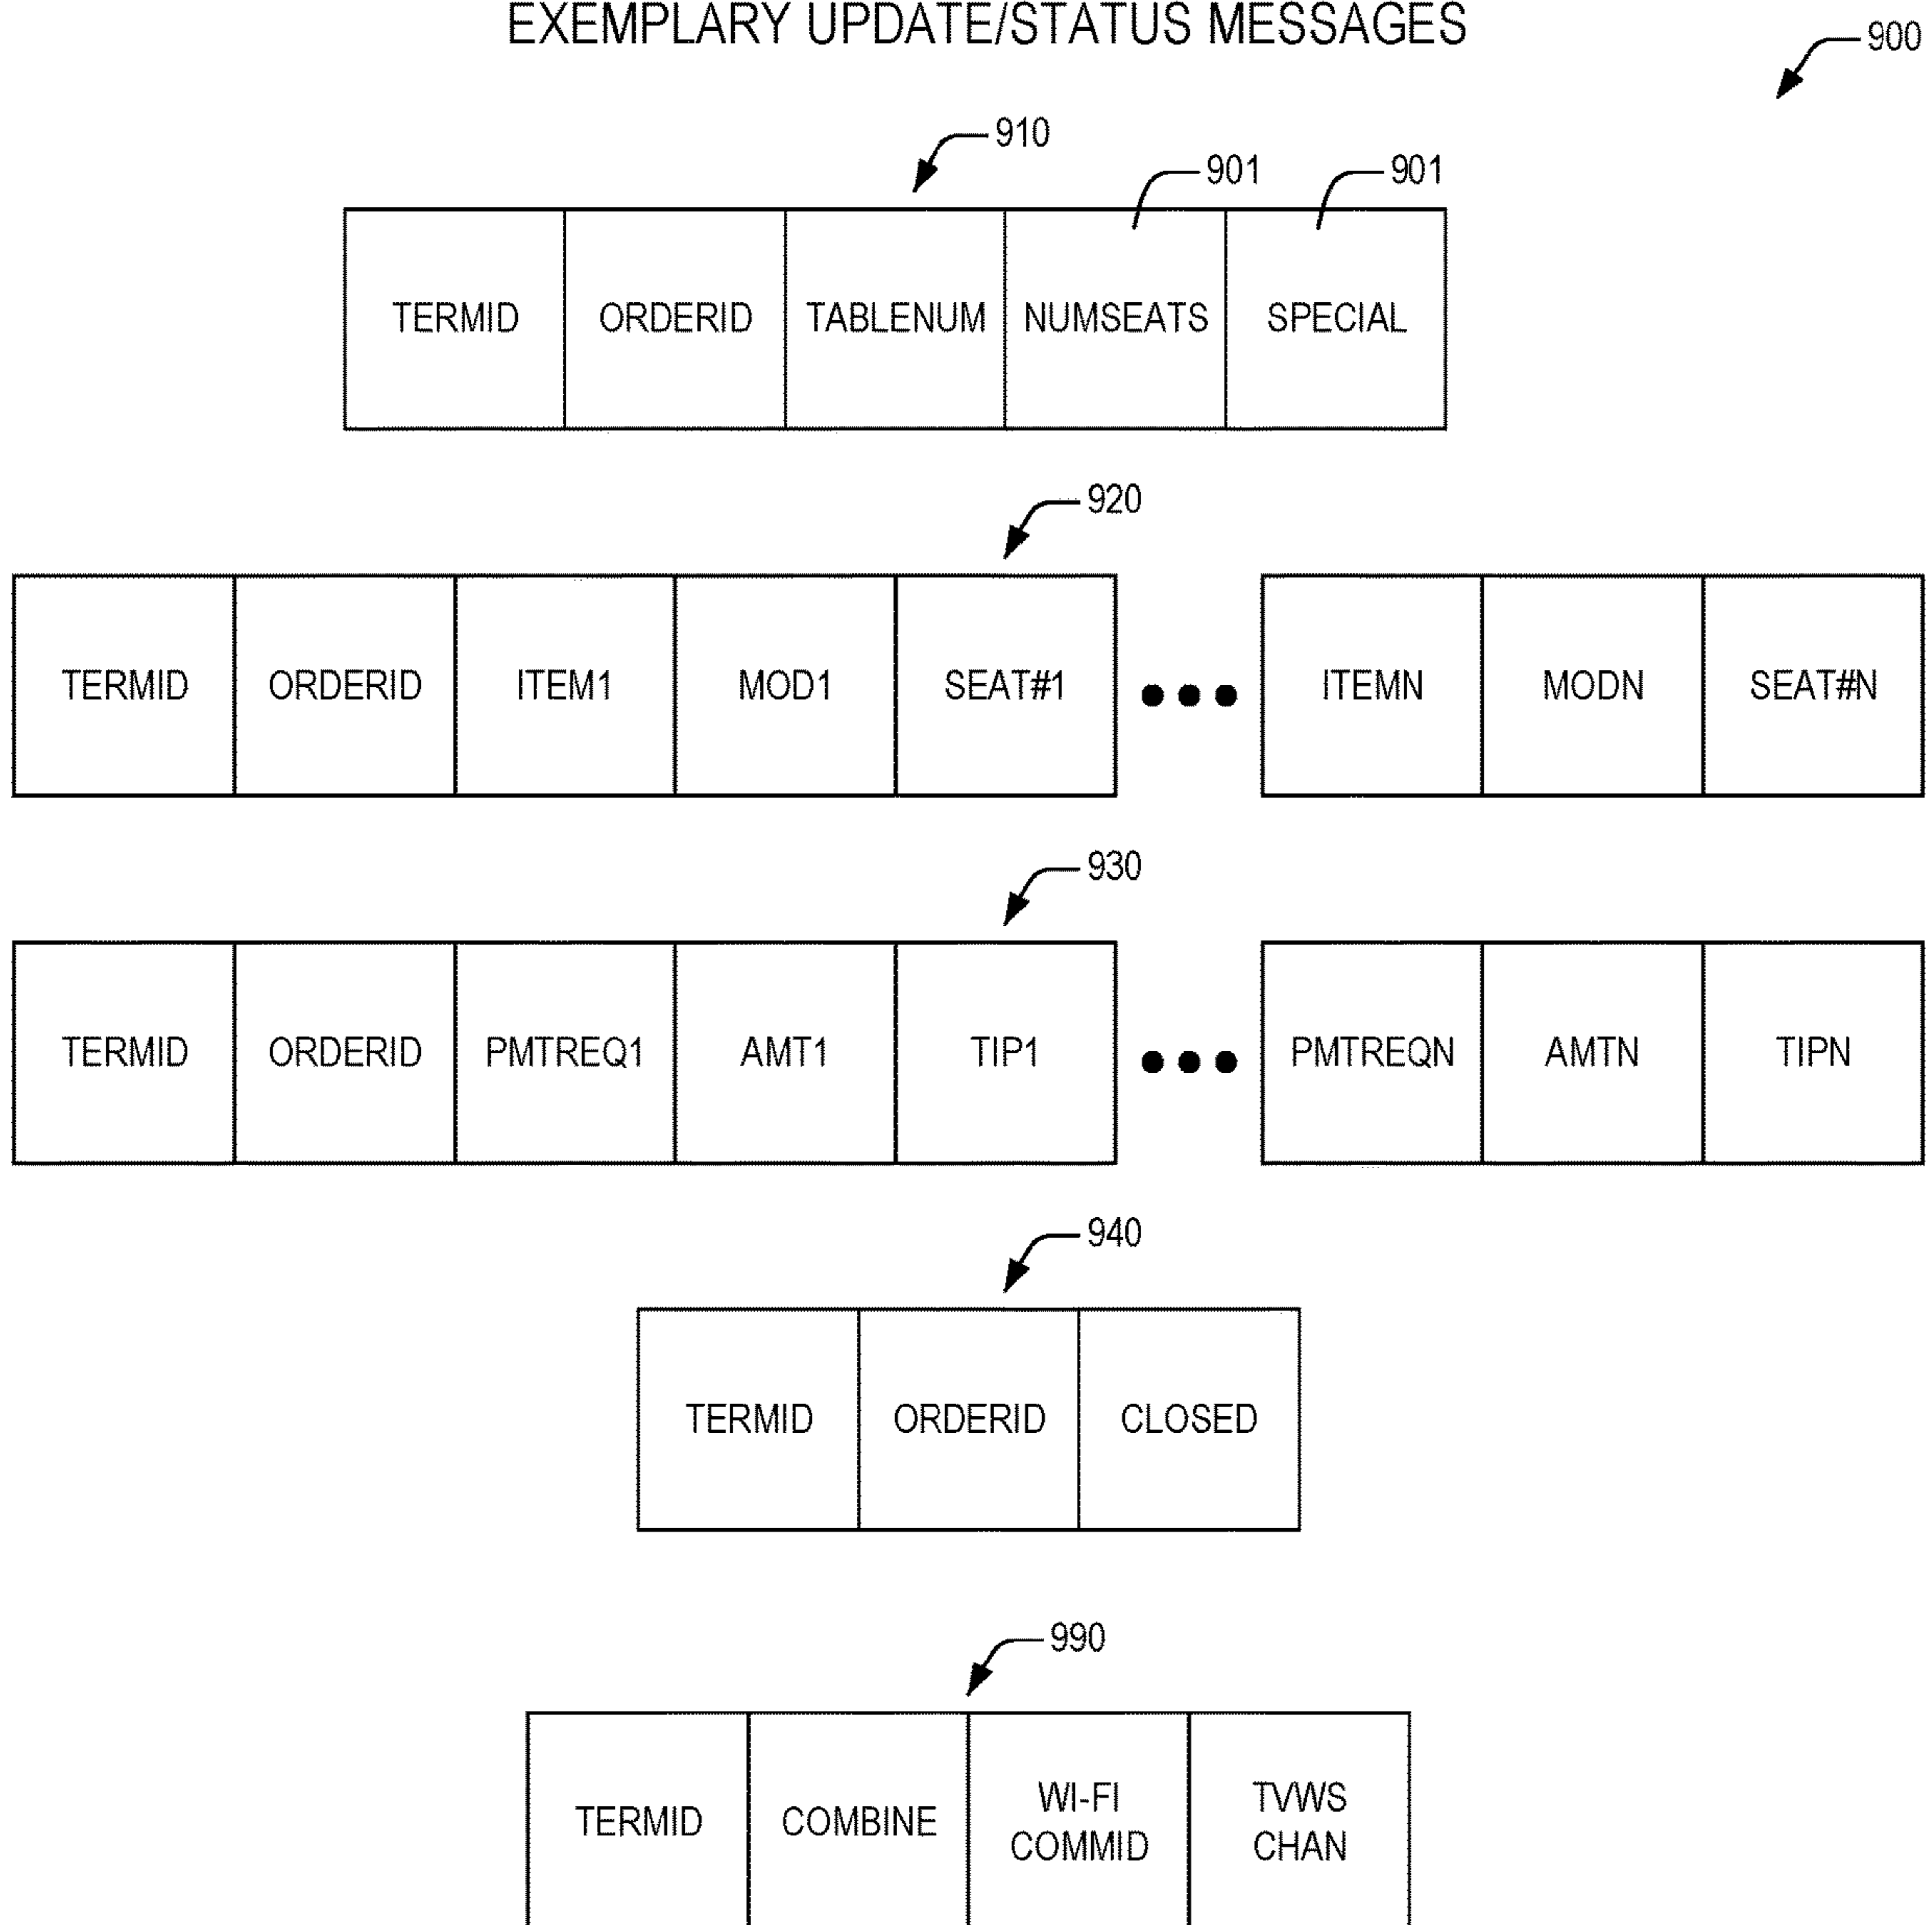 EXEMPLARY UPDATE/STATUS MESSAGES
900
910
901 901
TERMID ORDERID TABLENUM NUMSEATS SPECIAL
920
TERMID ORDERID ITEM1 MOD1 SEAT#1 ••• ITEMN MODN SEAT#N
930
TERMID ORDERID PMTREQ1 AMT1 TIP1 ••• PMTREQN AMTN TIPN
940
TERMID ORDERID CLOSED
990
TERMID COMBINE WI-FI COMMID TVWS CHAN